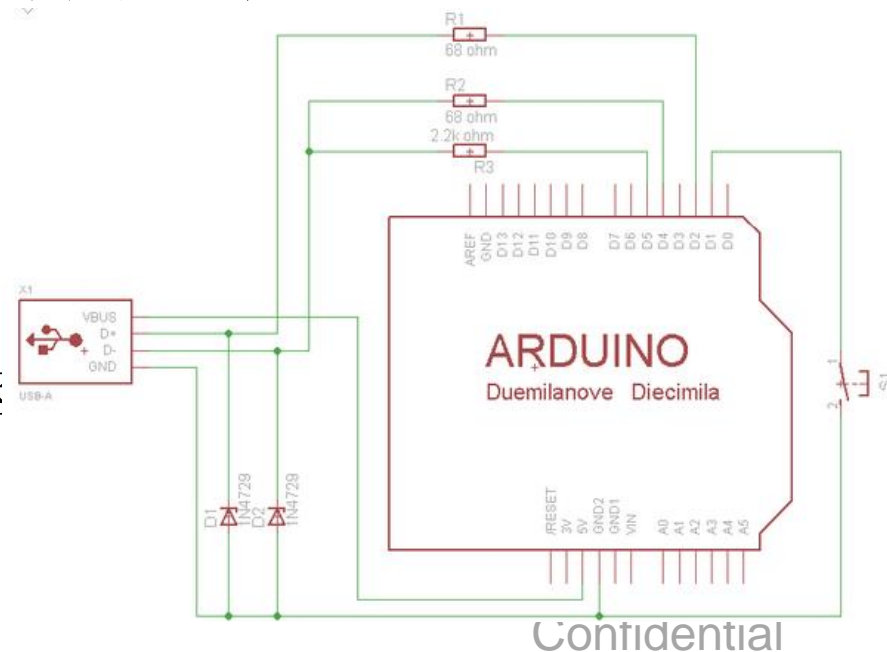 R1
68 ohm
R2
68 ohm
2.2k ohm
R3
AREF
GND
D13
D12
D11
D10
D9
D8
D7
D6
D5
D4
D3
D2
D1
D0
X1
VBUS
D+
D-
GND
USB-A
ARDUINO
Duemilanove Diecimila
1
2
S1
D1
1N4729
D2
1N4729
/RESET
3V
5V
GND2
GND1
VIN
A0
A1
A2
A3
A4
A5
Confidential